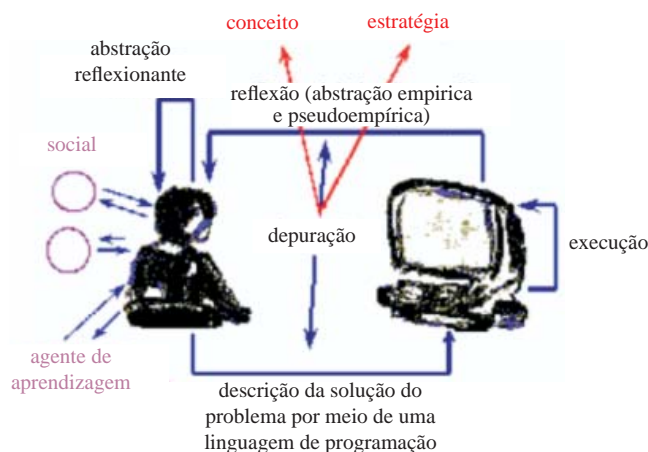 conceito
estratégia
abstração
reflexionante
reflexão (abstração empirica
e pseudoempírica)
social
depuração
execução
agente de
aprendizagem
descrição da solução do
problema por meio de uma
linguagem de programação